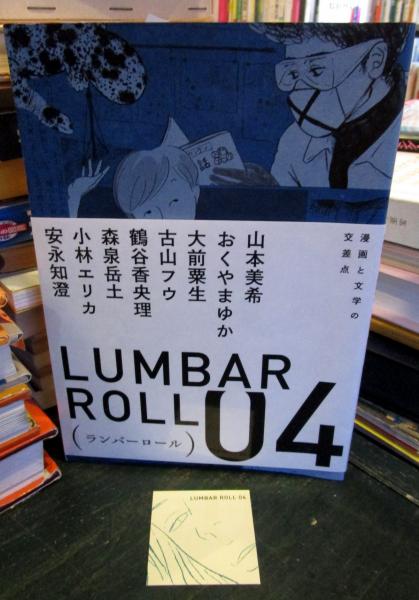 漫画と文学の
交差点
山本美希
おくやまゆか
大前粟生
古山フウ
鶴谷香央理
森泉岳土
小林エリカ
安永知澄
LUMBAR
ROLL 04
(ランバーロール)
LUMBAR ROLL 04